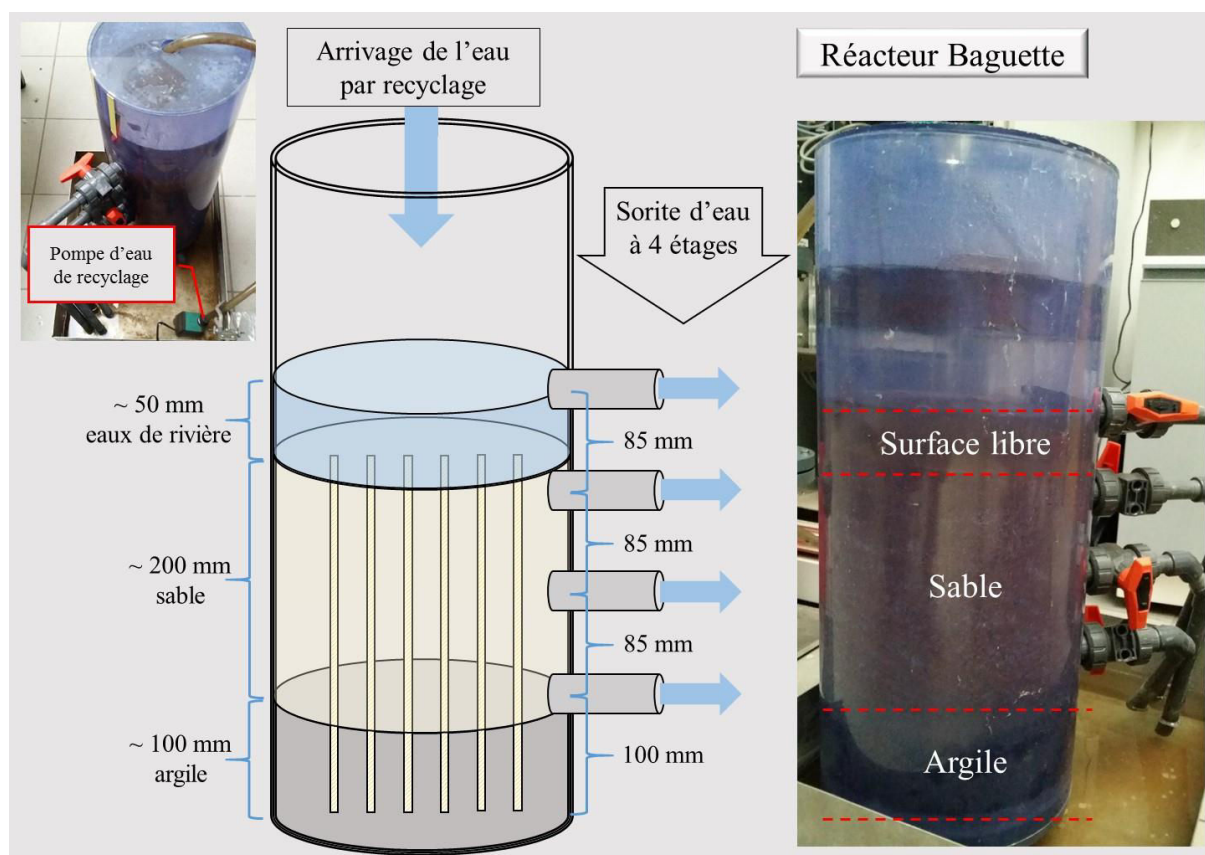 Arrivage de l’eau
par recyclage
Réacteur Baguette
Pompe d’eau
de recyclage
Sorite d’eau
à 4 étages
~ 50 mm
eaux de rivière
85 mm
~ 200 mm
sable
85 mm
85 mm
~ 100 mm
argile
100 mm
Surface libre
Sable
Argile